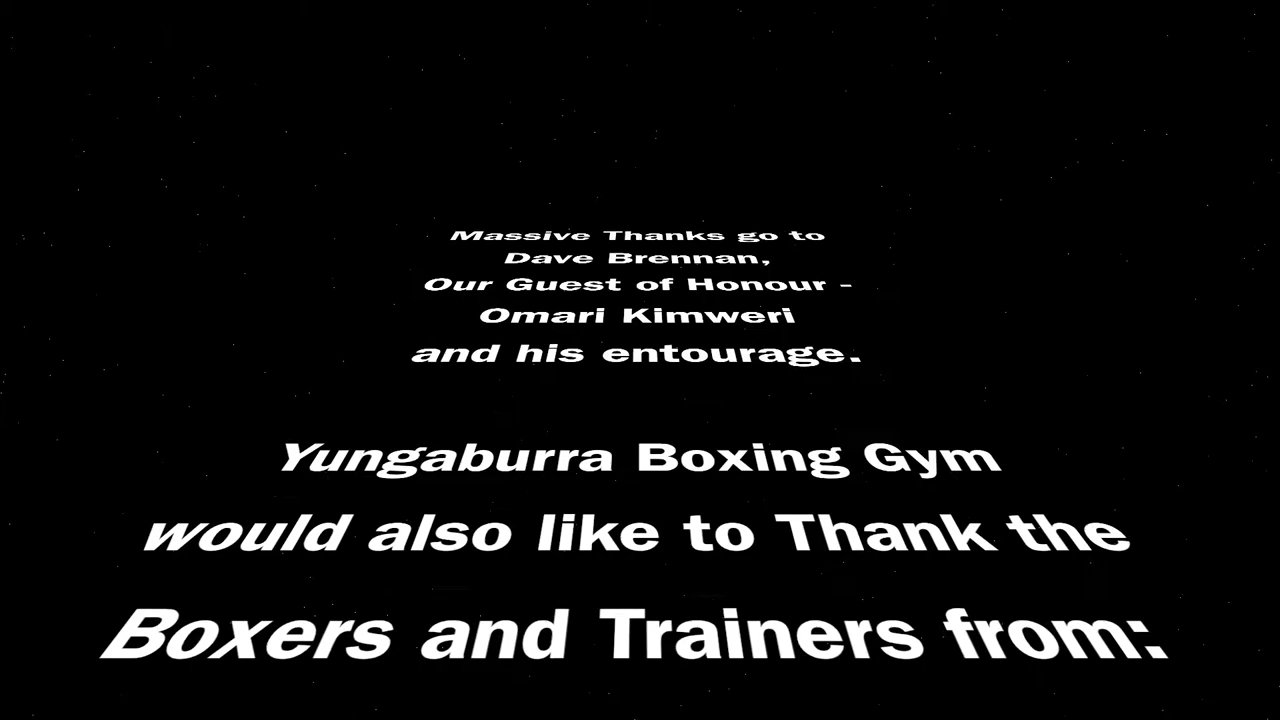 Massive Thanks go to
Dave Brennan,
Our Guest of Honour -
Omari Kimweri
and his entourage.
Yungaburra Boxing Gym
would also like to Thank the
Boxers and Trainers from: